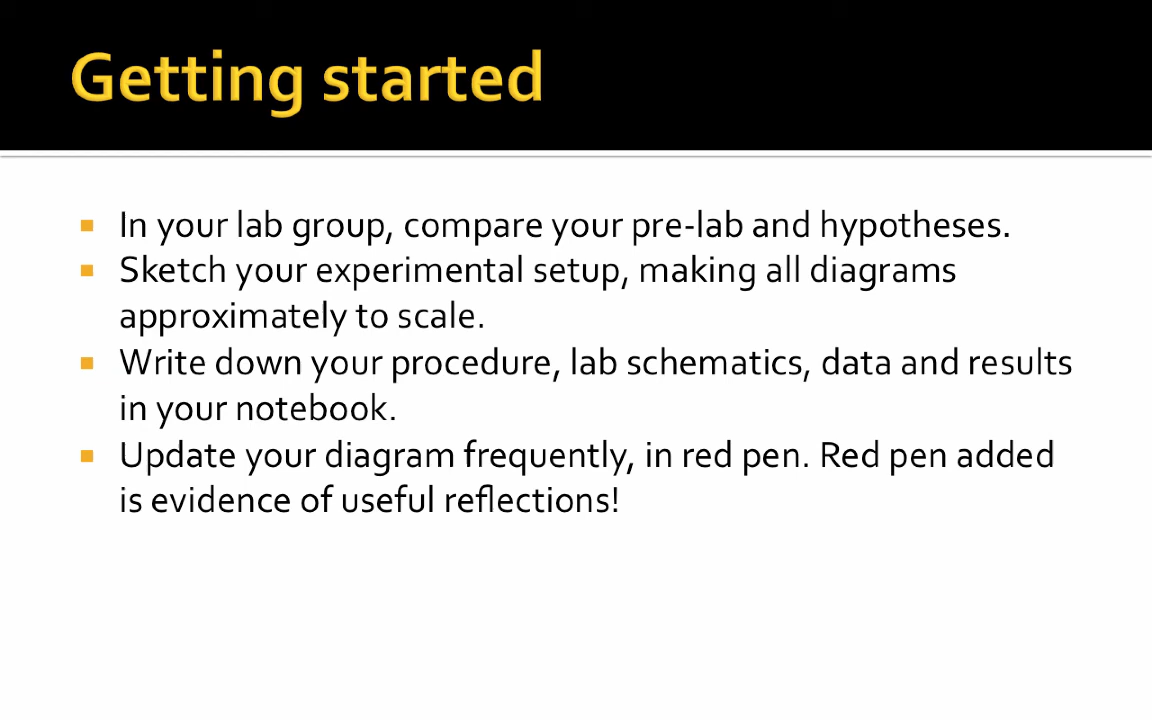 Getting started
In your lab group, compare your pre-lab and hypotheses.
Sketch your experimental setup, making all diagrams
approximately to scale.
Write down your procedure, lab schematics, data and results
in your notebook.
Update your diagram frequently, in red pen. Red pen added
is evidence of useful reflections!